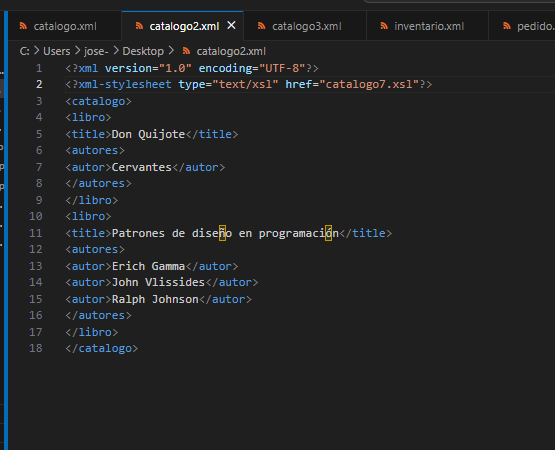 catalogo.xml catalogo2.xml catalogo3.xml inventario.xml pedido.
C: > Users > jose- > Desktop > catalogo2.xml
1 <?xml version="1.0" encoding="UTF-8"?>
2 <?xml-stylesheet type="text/xsl" href="catalogo7.xsl"?>
3 <catalogo>
4 <libro>
5 <title>Don Quijote</title>
6 <autores>
7 <autor>Cervantes</autor>
8 </autores>
9 </libro>
10 <libro>
11 <title>Patrones de diseño en programación</title>
12 <autores>
13 <autor>Erich Gamma</autor>
14 <autor>John Vlissides</autor>
15 <autor>Ralph Johnson</autor>
16 </autores>
17 </libro>
18 </catalogo>